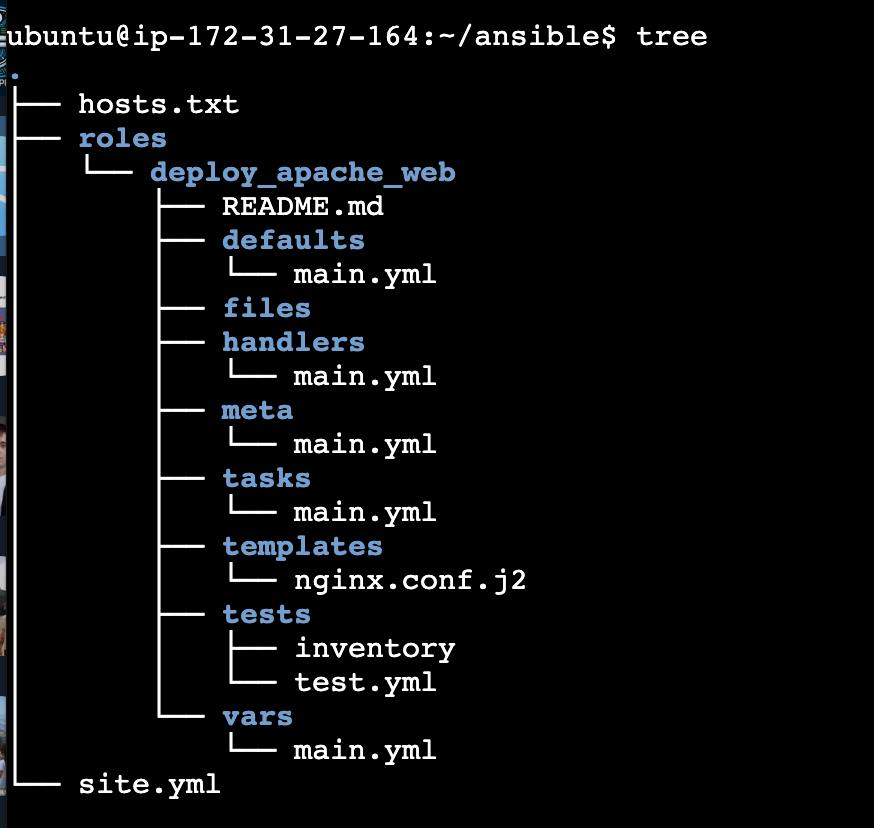 ubuntu@ip-172-31-27-164:~/ansible$ tree
.
├── hosts.txt
├── roles
│   └── deploy_apache_web
│       ├── README.md
│       ├── defaults
│       │   └── main.yml
│       ├── files
│       ├── handlers
│       │   └── main.yml
│       ├── meta
│       │   └── main.yml
│       ├── tasks
│       │   └── main.yml
│       ├── templates
│       │   └── nginx.conf.j2
│       ├── tests
│       │   ├── inventory
│       │   └── test.yml
│       └── vars
│           └── main.yml
└── site.yml